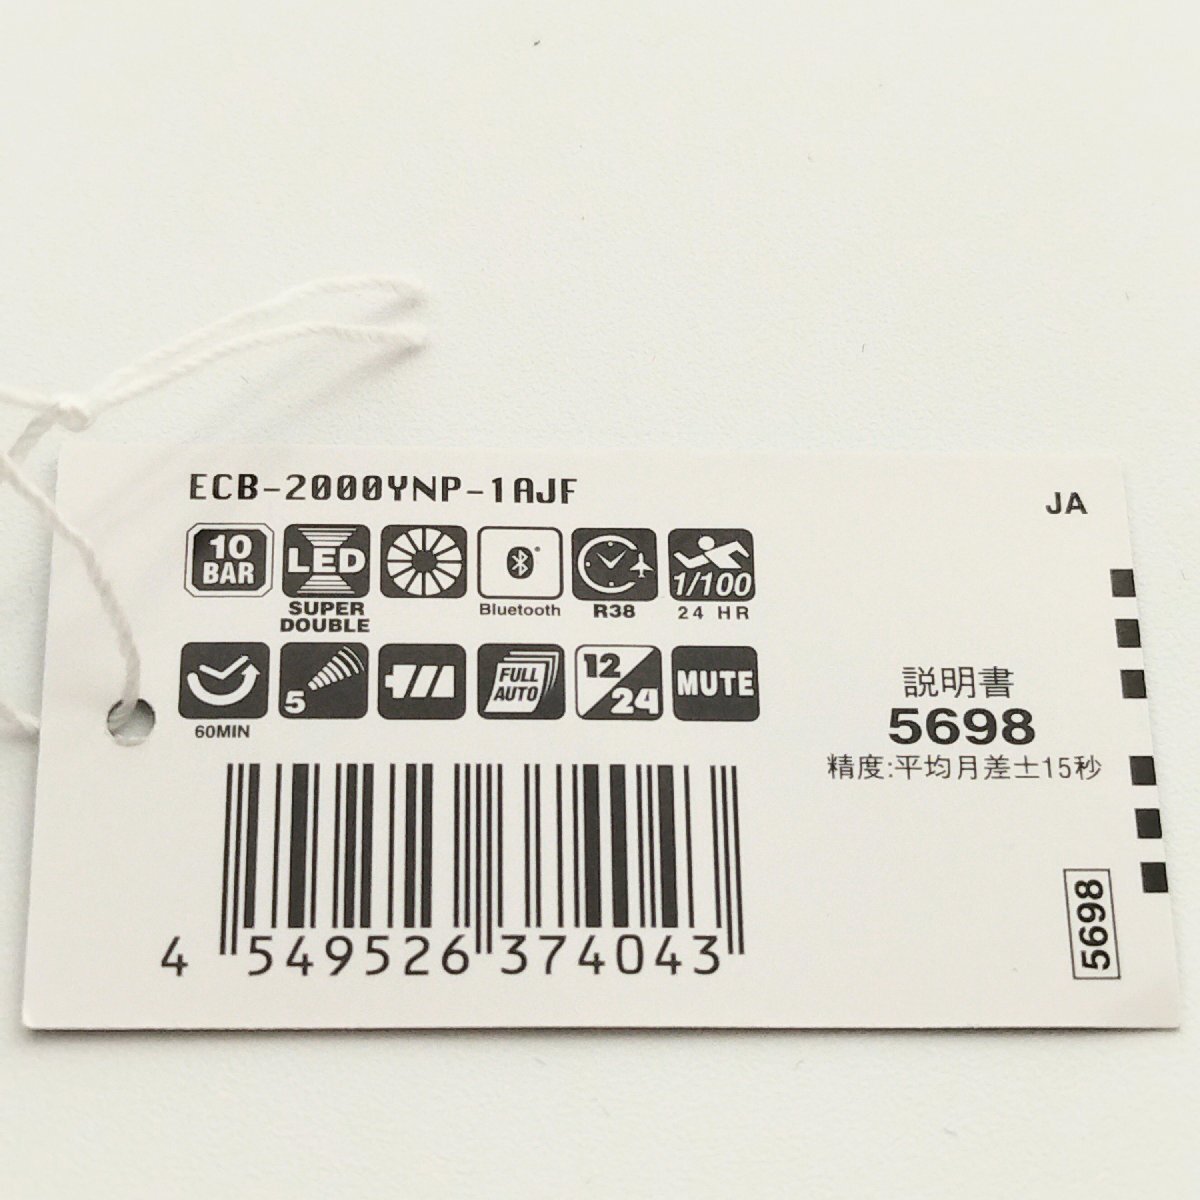 ECB-2000YNP-1AJF
JA
10 BAR
LED
SUPER DOUBLE
Bluetooth
R38
1/100
24 HR
60MIN
5
FULL AUTO
12/24
MUTE
説明書
5698
精度:平均月差±15秒
4 549526 374043
5698